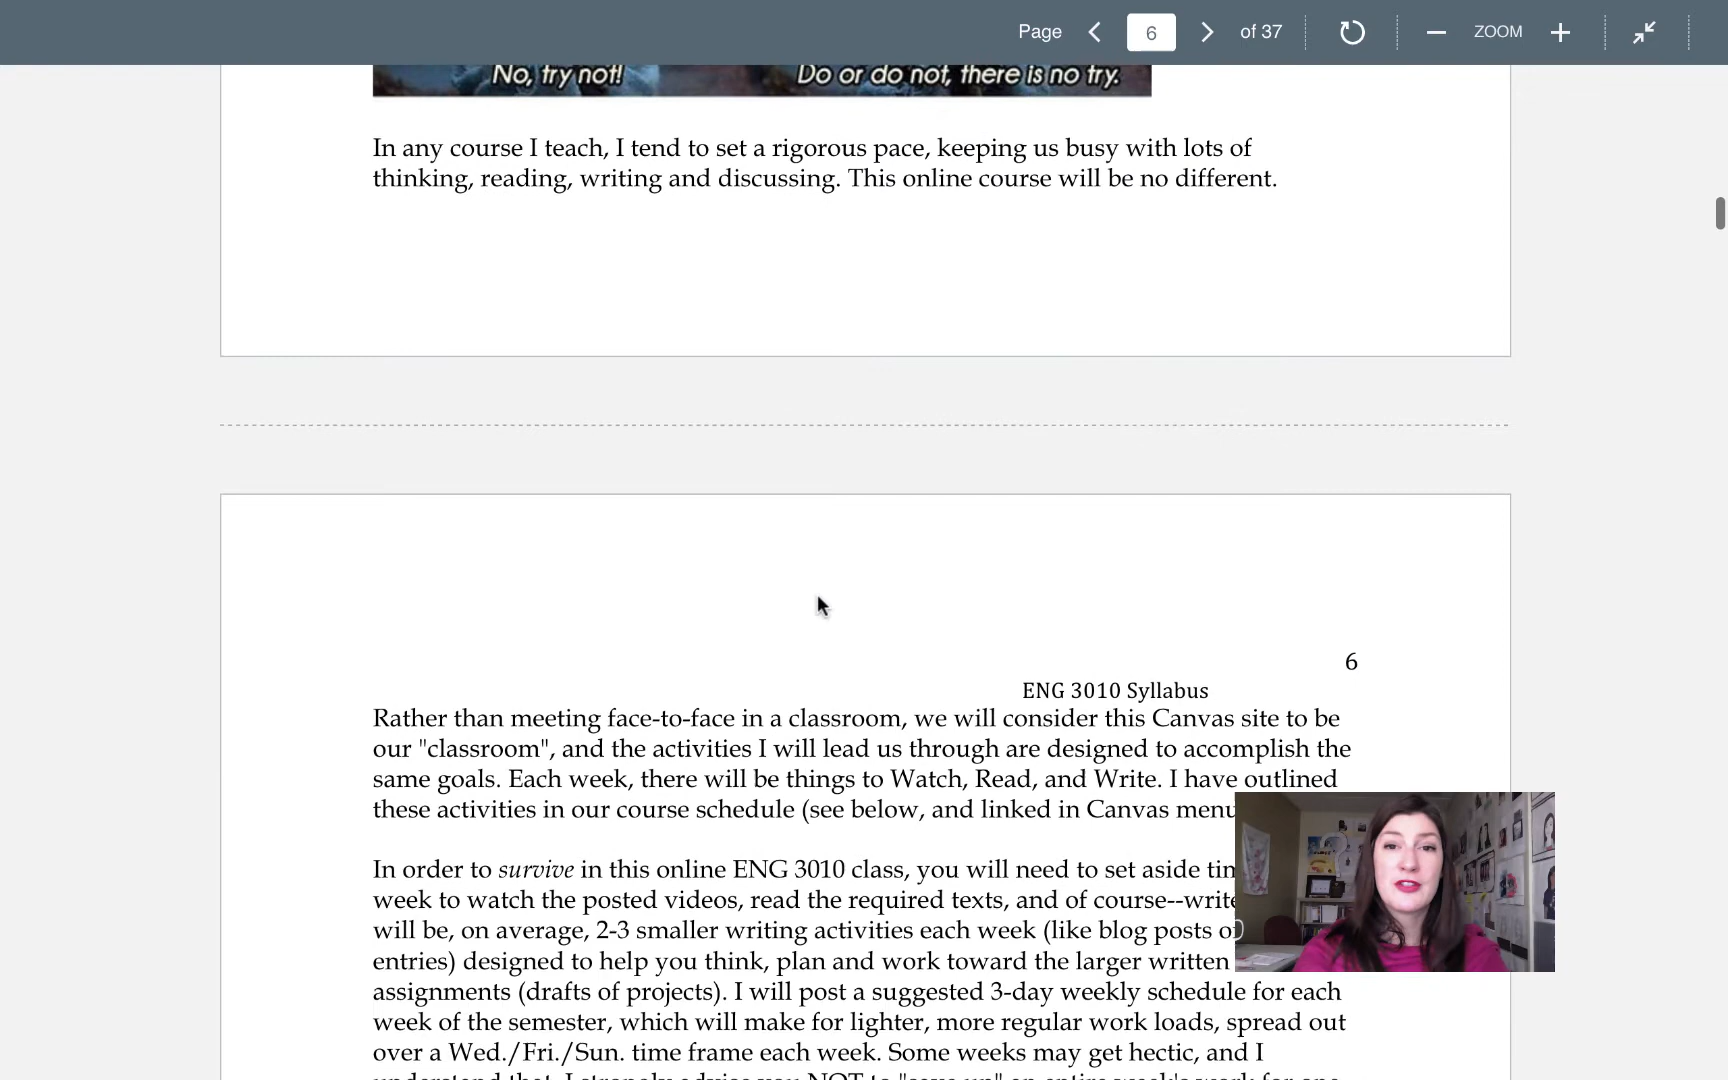 Page 6 of 37 ZOOM
No, try not! Do or do not, there is no try.
In any course I teach, I tend to set a rigorous pace, keeping us busy with lots of
thinking, reading, writing and discussing. This online course will be no different.
6
ENG 3010 Syllabus
Rather than meeting face-to-face in a classroom, we will consider this Canvas site to be
our "classroom", and the activities I will lead us through are designed to accomplish the
same goals. Each week, there will be things to Watch, Read, and Write. I have outlined
these activities in our course schedule (see below, and linked in Canvas menu
In order to survive in this online ENG 3010 class, you will need to set aside
week to watch the posted videos, read the required texts, and of course--write
will be, on average, 2-3 smaller writing activities each week (like blog posts
entries) designed to help you think, plan and work toward the larger written
assignments (drafts of projects). I will post a suggested 3-day weekly schedule for each
week of the semester, which will make for lighter, more regular work loads, spread out
over a Wed./Fri./Sun. time frame each week. Some weeks may get hectic, and I